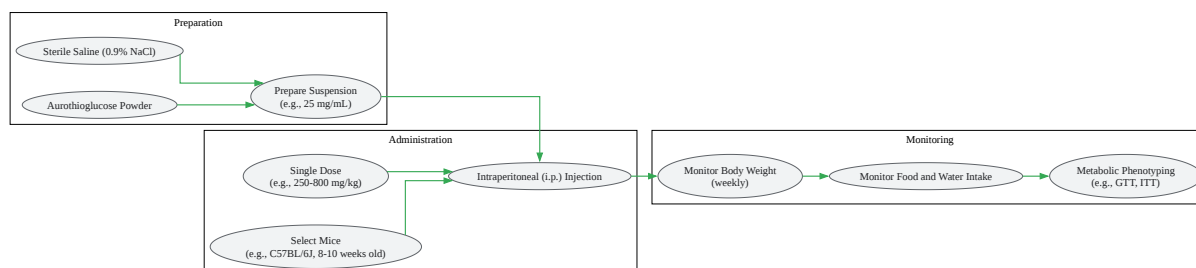 Preparation
Sterile Saline (0.9% NaCl)
Aurothioglucose Powder
Prepare Suspension
(e.g., 25 mg/mL)
Administration
Single Dose
(e.g., 250-800 mg/kg)
Select Mice
(e.g., C57BL/6J, 8-10 weeks old)
Intraperitoneal (i.p.) Injection
Monitoring
Monitor Body Weight
(weekly)
Monitor Food and Water Intake
Metabolic Phenotyping
(e.g., GTT, ITT)